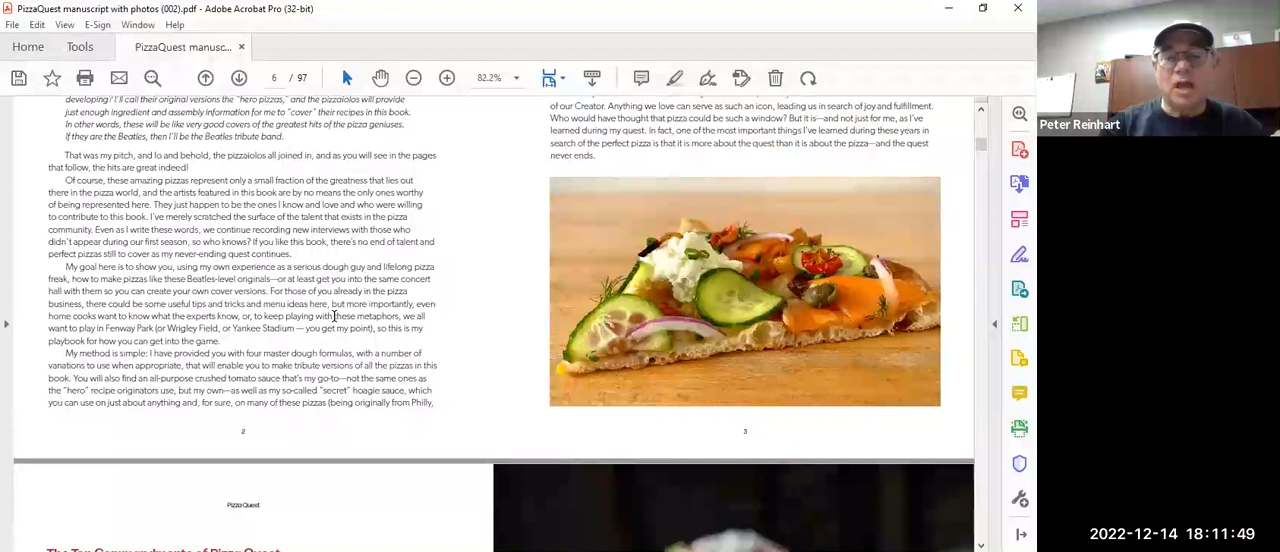 PizzaQuest manuscript with photos (002).pdf - Adobe Acrobat Pro (32-bit)
File Edit View E-Sign Window Help
Home Tools PizzaQuest manusc...
6 / 97
82.2%
developing? I'll call their original versions the "hero pizzas," and the pizzaiolos will provide
just enough ingredient and assembly information for me to "cover" their recipes in this book.
In other words, these will be like very good covers of the greatest hits of the pizza geniuses.
If they are the Beatles, then I'll be the Beatles tribute band.
That was my pitch, and lo and behold, the pizzaiolos all joined in, and as you will see in the pages
that follow, the hits are great indeed!
Of course, these amazing pizzas represent only a small fraction of the greatness that lies out
there in the pizza world, and the artists featured in this book are by no means the only ones worthy
of being represented here. They just happen to be the ones I know and love and who were willing
to contribute to this book. I've merely scratched the surface of the talent that exists in the pizza
community. Even as I write these words, we continue recording new interviews with those who
didn't appear during our first season, so who knows? If you like this book, there's no end of talent and
perfect pizzas still to cover as my never-ending quest continues.
My goal here is to show you, using my own experience as a serious dough guy and lifelong pizza
freak, how to make pizzas like these Beatles-level originals—or at least get you into the same concert
hall with them so you can create your own cover versions. For those of you already in the pizza
business, there could be some useful tips and tricks and menu ideas here, but more importantly, even
home cooks want to know what the experts know, or, to keep playing with these metaphors, we all
want to play in Fenway Park (or Wrigley Field, or Yankee Stadium — you get my point), so this is my
playbook for how you can get into the game.
My method is simple: I have provided you with four master dough formulas, with a number of
variations to use when appropriate, that will enable you to make tribute versions of all the pizzas in this
book. You will also find an all-purpose crushed tomato sauce that's my go-to—not the same ones as
the "hero" recipe originators use, but my own—as well as my so-called "secret" hoagie sauce, which
you can use on just about anything and, for sure, on many of these pizzas (being originally from Philly,
2
of our Creator. Anything we love can serve as such an icon, leading us in search of joy and fulfillment.
Who would have thought that pizza could be such a window? But it is—and not just for me, as I've
learned during my quest. In fact, one of the most important things I've learned during these years in
search of the perfect pizza is that it is more about the quest than it is about the pizza—and the quest
never ends.
3
Pizza Quest
The Ten Commandments of Pizza Quest
Peter Reinhart
2022-12-14 18:11:49